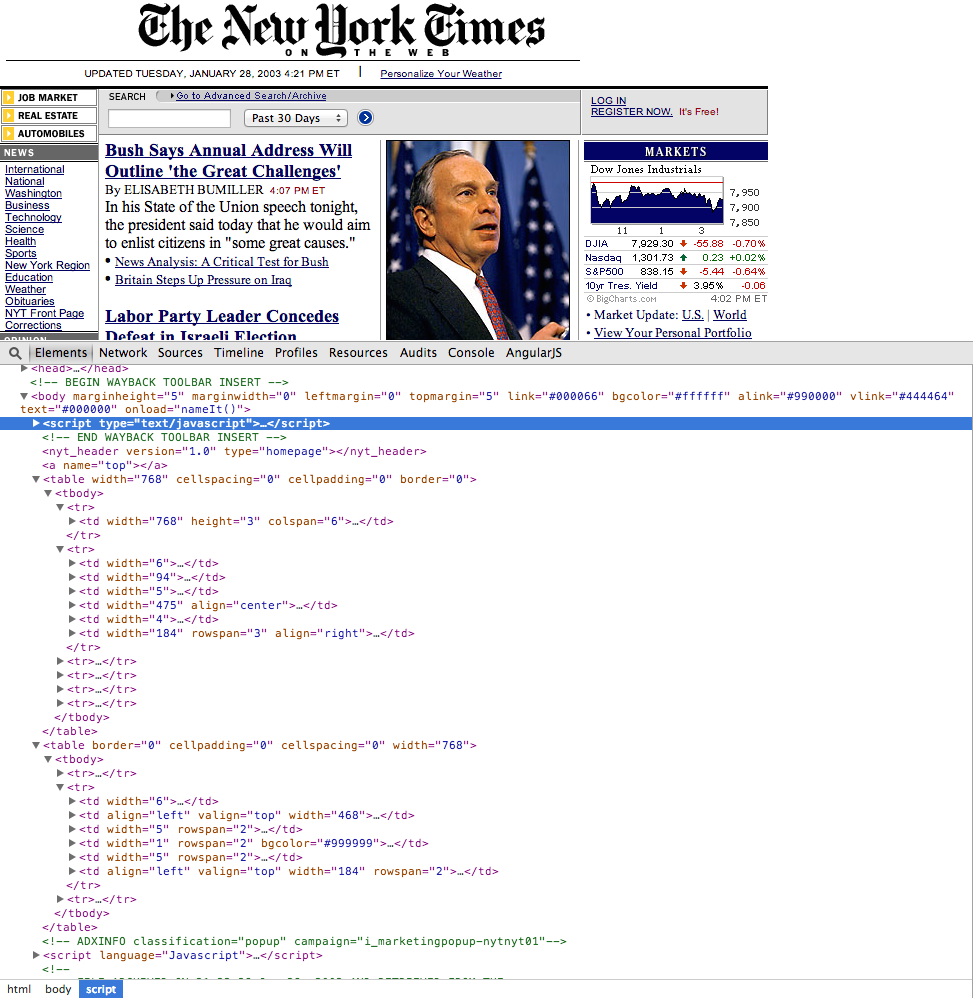 The New York Times
ON THE WEB
UPDATED TUESDAY, JANUARY 28, 2003 4:21 PM ET | Personalize Your Weather
JOB MARKET
REAL ESTATE
AUTOMOBILES
SEARCH Go to Advanced Search/Archive
Past 30 Days
LOG IN
REGISTER NOW. It's Free!
NEWS
International
National
Washington
Business
Technology
Science
Health
Sports
New York Region
Education
Weather
Obituaries
NYT Front Page
Corrections
OPINION
Bush Says Annual Address Will
Outline 'the Great Challenges'
By ELISABETH BUMILLER 4:07 PM ET
In his State of the Union speech tonight,
the president said today that he would aim
to enlist citizens in "some great causes."
• News Analysis: A Critical Test for Bush
• Britain Steps Up Pressure on Iraq
Labor Party Leader Concedes
Defeat in Israeli Election
MARKETS
Dow Jones Industrials
7,950
7,900
7,850
11 1 3
DJIA 7,929.30 -55.88 -0.70%
Nasdaq 1,301.73 0.23 +0.02%
S&P500 838.15 -5.44 -0.64%
10yr Tres. Yield 3.95% -0.06
© BigCharts.com 4:02 PM ET
• Market Update: U.S. | World
• View Your Personal Portfolio
Elements Network Sources Timeline Profiles Resources Audits Console AngularJS
<head>…</head>
<!-- BEGIN WAYBACK TOOLBAR INSERT -->
<body marginheight="5" marginwidth="0" leftmargin="0" topmargin="5" link="#000066" bgcolor="#ffffff" alink="#990000" vlink="#444464"
text="#000000" onload="nameIt()">
<script type="text/javascript">…</script>
<!-- END WAYBACK TOOLBAR INSERT -->
<nyt_header version="1.0" type="homepage"></nyt_header>
<a name="top"></a>
<table width="768" cellspacing="0" cellpadding="0" border="0">
<tbody>
<tr>
<td width="768" height="3" colspan="6">…</td>
</tr>
<tr>
<td width="6">…</td>
<td width="94">…</td>
<td width="5">…</td>
<td width="475" align="center">…</td>
<td width="4">…</td>
<td width="184" rowspan="3" align="right">…</td>
</tr>
<tr>…</tr>
<tr>…</tr>
<tr>…</tr>
<tr>…</tr>
</tbody>
</table>
<table border="0" cellpadding="0" cellspacing="0" width="768">
<tbody>
<tr>…</tr>
<tr>
<td width="6">…</td>
<td align="left" valign="top" width="468">…</td>
<td width="5" rowspan="2">…</td>
<td width="1" rowspan="2" bgcolor="#999999">…</td>
<td width="5" rowspan="2">…</td>
<td align="left" valign="top" width="184" rowspan="2">…</td>
</tr>
<tr>…</tr>
</tbody>
</table>
<!-- ADXINFO classification="popup" campaign="i_marketingpopup-nytnyt01"-->
<script language="Javascript">…</script>
<!--
html body script